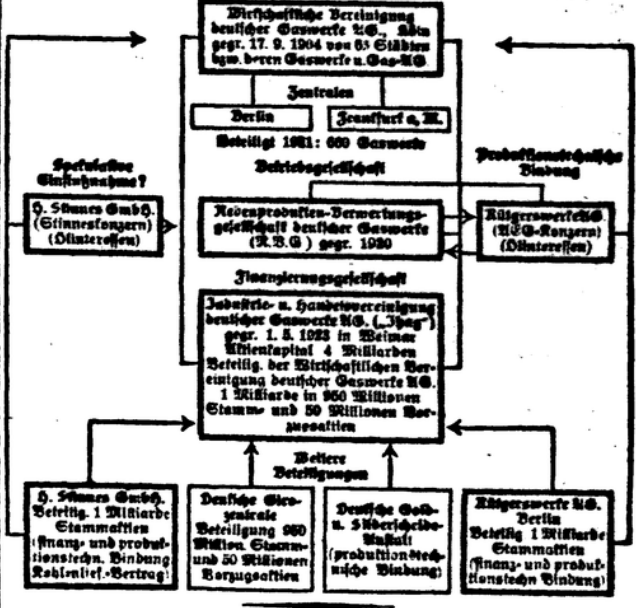 Wirtschaftliche Vereinigung
deutscher Gaswerke AG., Köln
gegr. 17. 9. 1904 von 63 Städten
bzw. deren Gaswerke u. Gas-AG
Zentralen
Berlin
Frankfurt a. M.
Beteiligt 1921: 660 Gaswerke
Betriebsgesellschaft
Spekulative
Einflußnahme?
Produktionstechnische
Bindung
H. Stinnes GmbH.
(Stinneskonzern)
(Ölinteressen)
Nebenprodukten-Verwertungs-
gesellschaft deutscher Gaswerke
(N.V.G) gegr. 1920
Rütgerswerke AG.
(AEG-Konzern)
(Ölinteressen)
Finanzierungsgesellschaft
Industrie- u. Handelsvereinigung
deutscher Gaswerke AG. („Ihag“)
gegr. 1. 5. 1923 in Weimar
Aktienkapital 4 Milliarden
Beteilig. der Wirtschaftlichen Ver-
einigung deutscher Gaswerke AG.
1 Milliarde in 950 Millionen
Stamm- und 50 Millionen Vor-
zugsaktien
Weitere
Beteiligungen
H. Stinnes GmbH.
Beteilig. 1 Milliarde
Stammaktien
(finanz- und produk-
tionstechn. Bindung
Kohlenlief.-Vertrag)
Deutsche Giro-
zentrale
Beteiligung 950
Million. Stamm-
und 50 Millionen
Vorzugsaktien
Deutsche Gold-
u. Silberscheide-
Anstalt
(produktion-tech-
nische Bindung)
Rütgerswerke AG.
Berlin
Beteilig 1 Milliarde
Stammaktien
(finanz- und produk-
tionstechn Bindung)